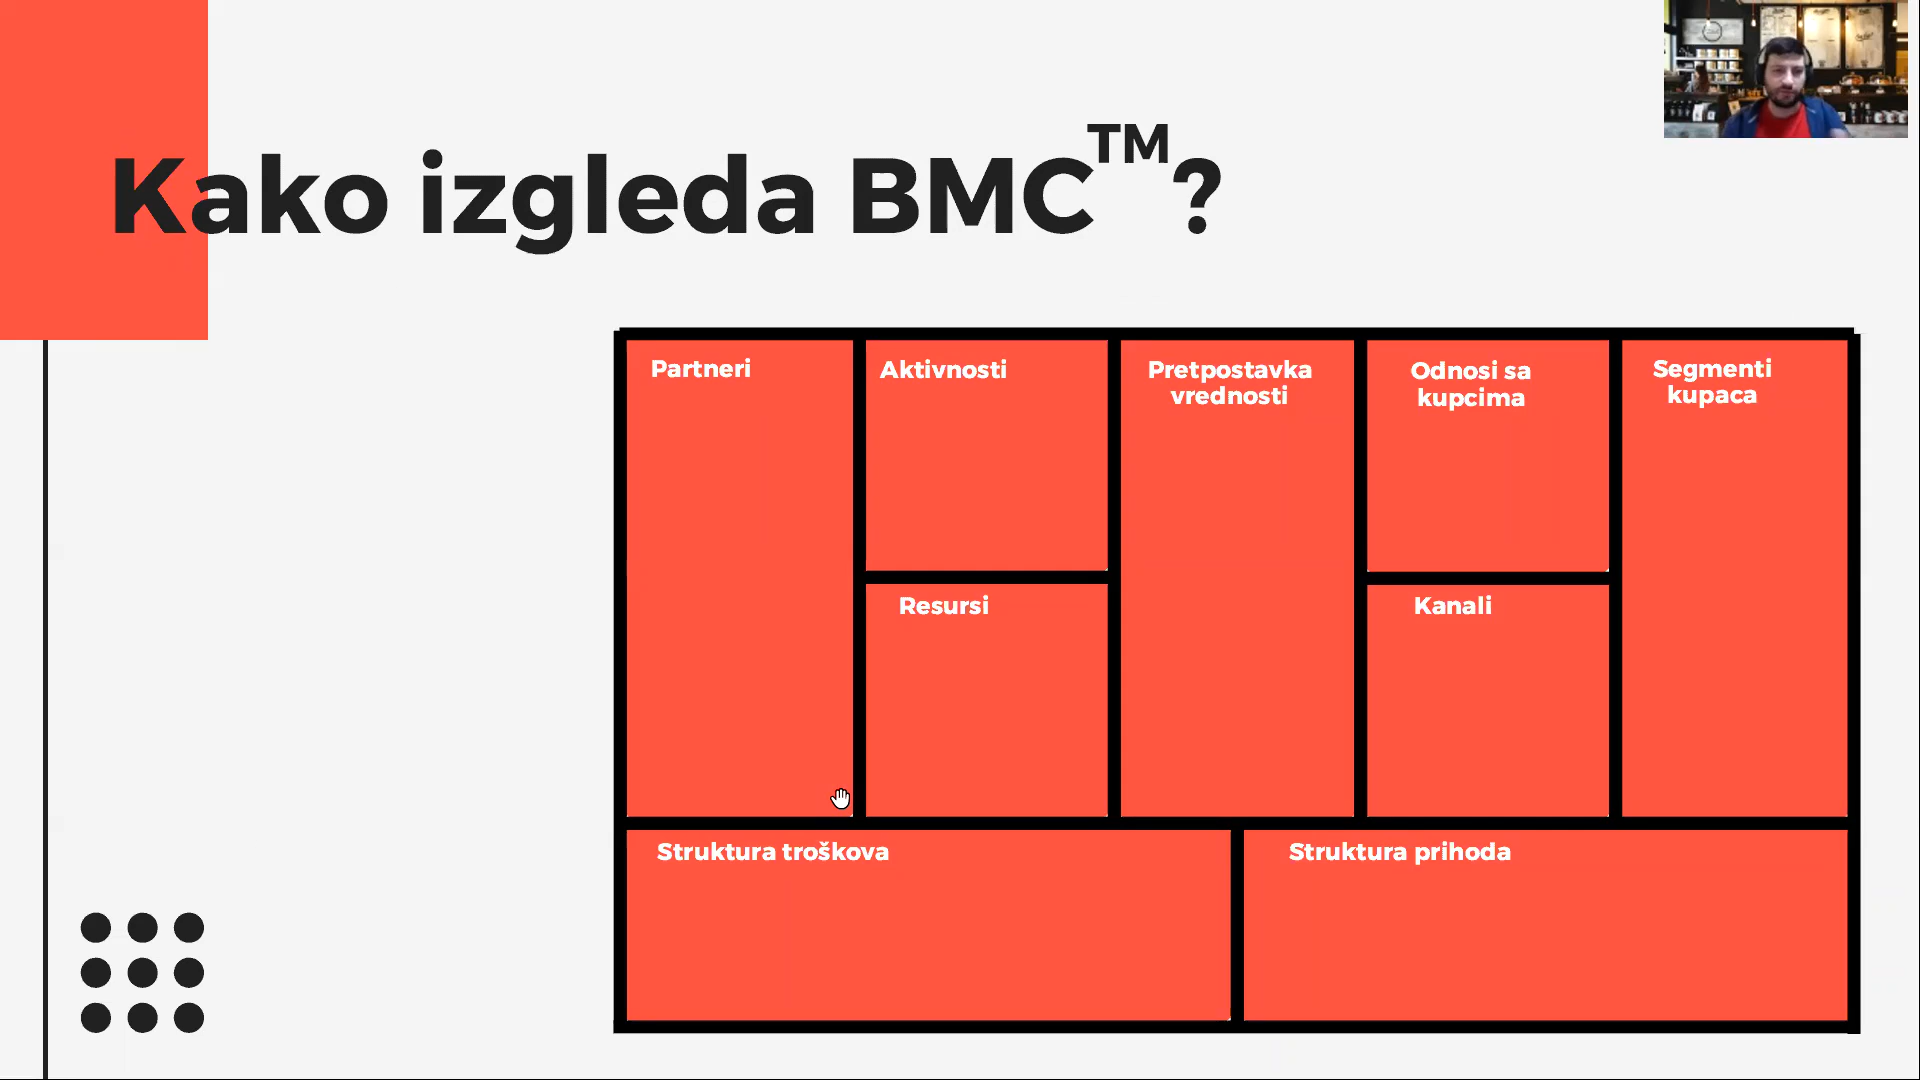 Kako izgleda BMC™?
Partneri
Aktivnosti
Pretpostavka
vrednosti
Odnosi sa
kupcima
Segmenti
kupaca
Resursi
Kanali
Struktura troškova
Struktura prihoda